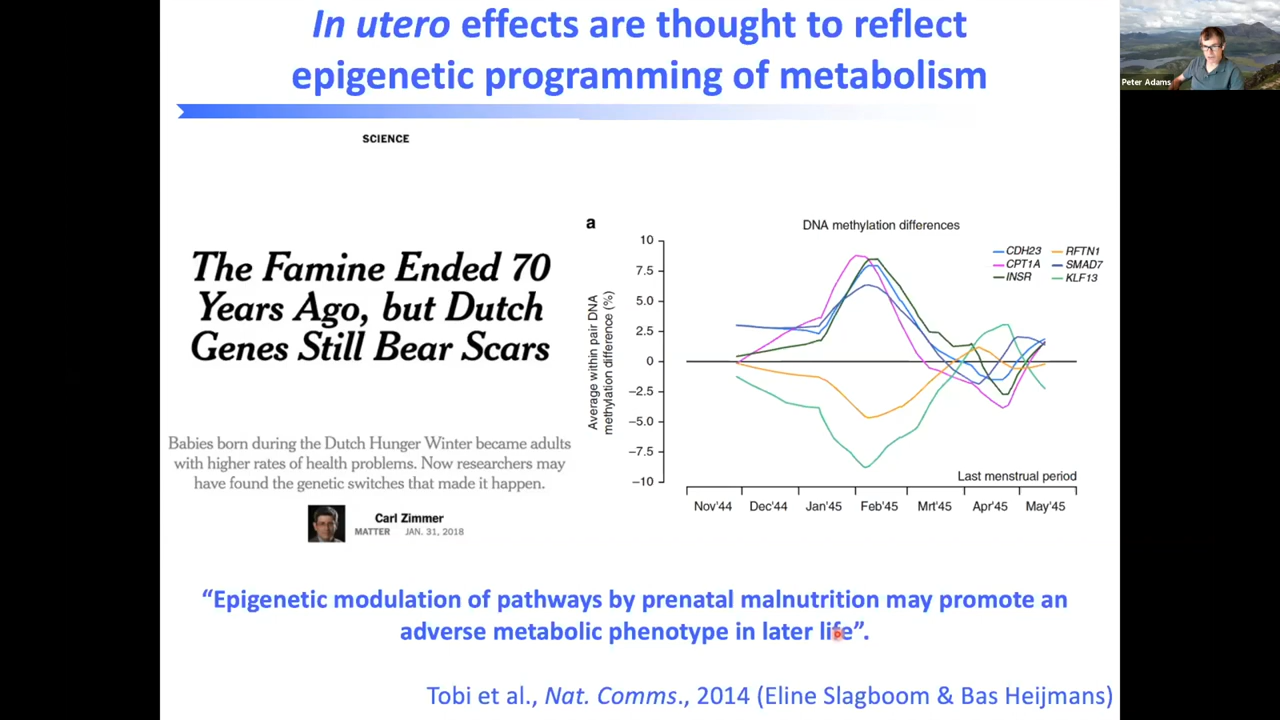 In utero effects are thought to reflect
epigenetic programming of metabolism
Peter Adams
SCIENCE
The Famine Ended 70
Years Ago, but Dutch
Genes Still Bear Scars
Babies born during the Dutch Hunger Winter became adults
with higher rates of health problems. Now researchers may
have found the genetic switches that made it happen.
Carl Zimmer
MATTER JAN. 31, 2018
a
DNA methylation differences
Average within pair DNA
methylation difference (%)
10
7.5
5.0
2.5
0
−2.5
−5.0
−7.5
−10
CDH23 RFTN1
CPT1A SMAD7
INSR KLF13
Last menstrual period
Nov'44 Dec'44 Jan'45 Feb'45 Mrt'45 Apr'45 May'45
“Epigenetic modulation of pathways by prenatal malnutrition may promote an
adverse metabolic phenotype in later life”.
Tobi et al., Nat. Comms., 2014 (Eline Slagboom & Bas Heijmans)